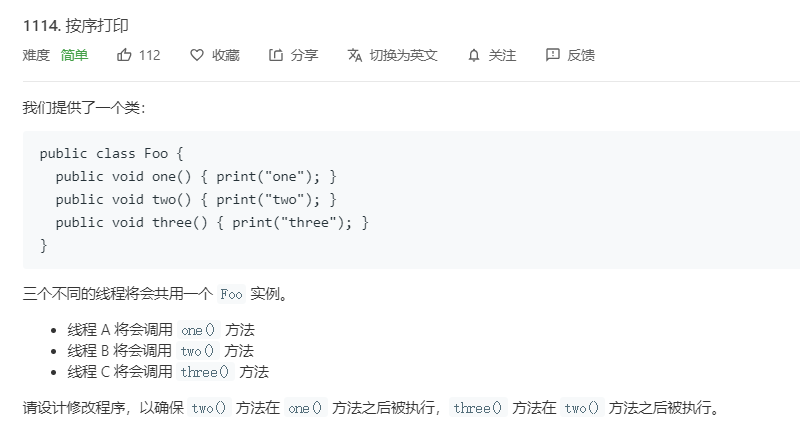 1114. 按序打印
难度 简单 112 收藏 分享 切换为英文 关注 反馈
我们提供了一个类：
public class Foo {
  public void one() { print("one"); }
  public void two() { print("two"); }
  public void three() { print("three"); }
}
三个不同的线程将会共用一个 Foo 实例。
• 线程 A 将会调用 one() 方法
• 线程 B 将会调用 two() 方法
• 线程 C 将会调用 three() 方法
请设计修改程序，以确保 two() 方法在 one() 方法之后被执行，three() 方法在 two() 方法之后被执行。